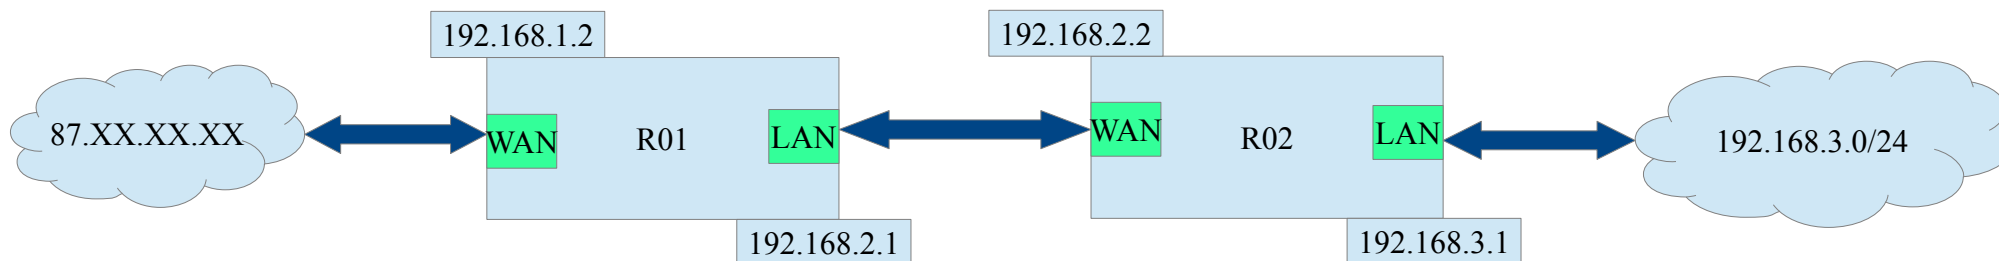 192.168.1.2
192.168.2.2
87.XX.XX.XX
WAN
R01
LAN
WAN
R02
LAN
192.168.3.0/24
192.168.2.1
192.168.3.1